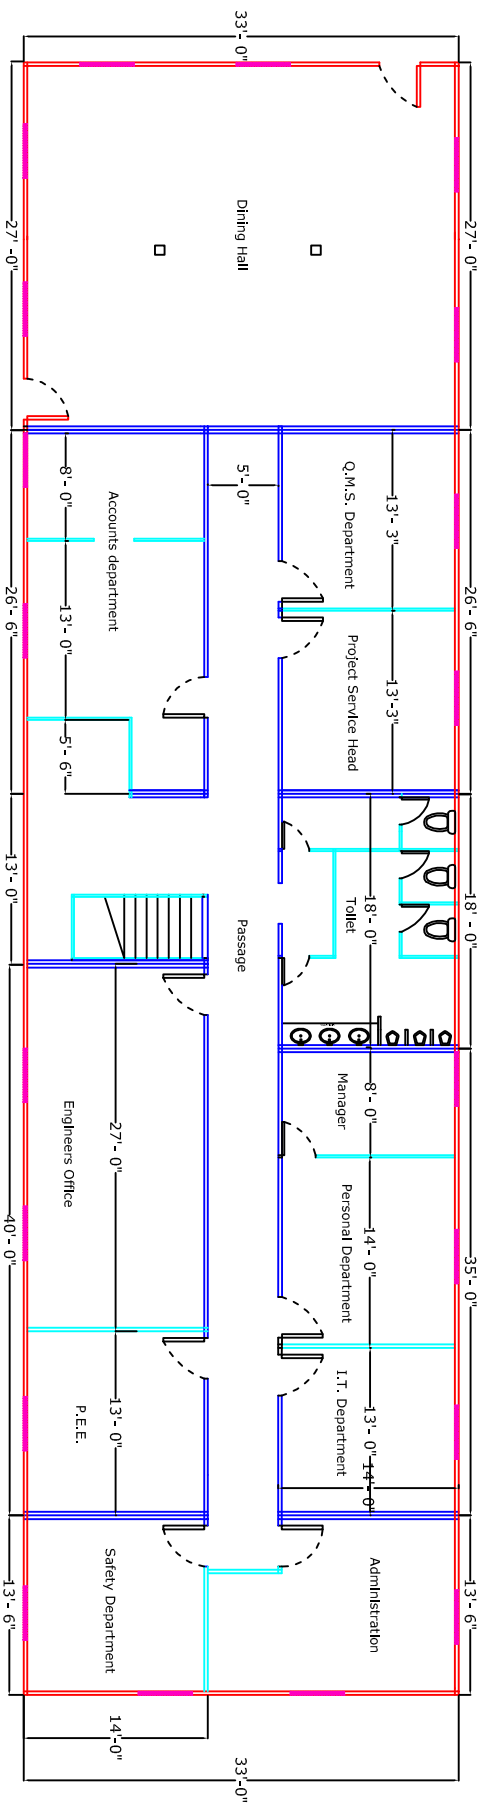 33'- 0"
27' -0"
27'- 0"
Dining Hall
8'- 0"
Accounts department
5'- 0"
Q.M.S. Department
13'- 3"
26'- 6"
26'- 6"
13'- 0"
Project Service Head
13'-3"
5'- 6"
13'- 0"
Passage
Toilet
18'- 0"
18' - 0"
Engineers Office
27'- 0"
Manager
8'- 0"
Personal Department
14'- 0"
35'- 0"
40'- 0"
P.E.E.
13'- 0"
I.T. Department
13'- 0"
14'- 0"
13'- 6"
Safety Department
Administration
13'- 6"
14'-0"
33'-0"